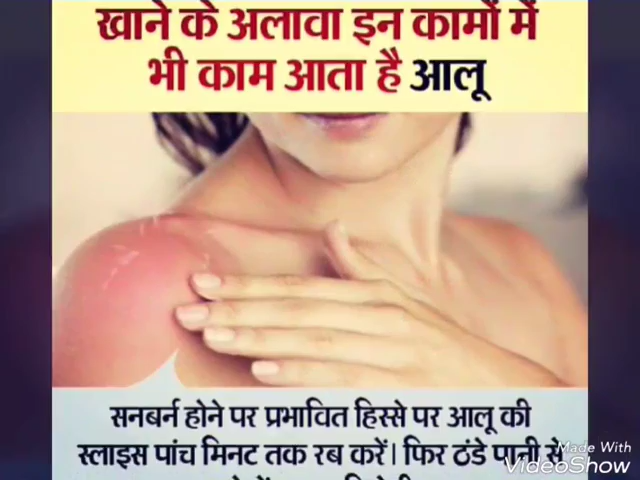 खाने के अलावा इन कामों में
भी काम आता है आलू
सनबर्न होने पर प्रभावित हिस्से पर आलू की
स्लाइस पांच मिनट तक रब करें। फिर ठंडे पानी से
Made With
VideoShow